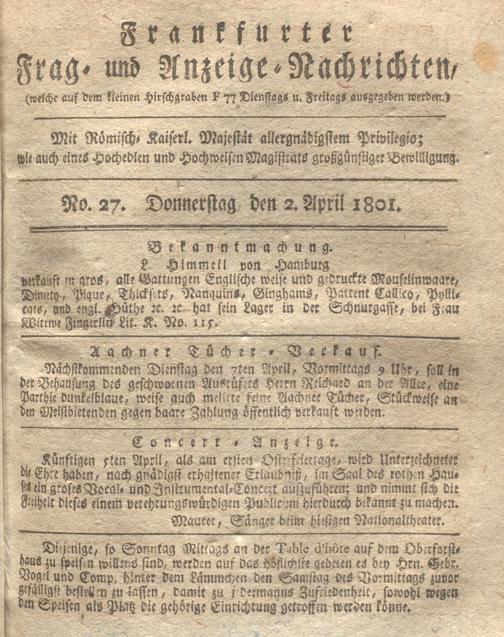 Frankfurter
Frag- und Anzeige-Nachrichten,
(welche auf dem kleinen Hirschgraben F 77 Dienstags u. Freitags ausgegeben werden.)
Mit Römisch- Kaiserl. Majestät allergnädigstem Privilegio;
wie auch eines Hochedlen und Hochweisen Magistrats großgünstiger Bewilligung.
No. 27. Donnerstag, den 2. April 1801.
Bekanntmachung.
L. Himmell von Hamburg
verkauft in gros, alle Gattungen Englische weise und gedruckte Mouselinwaare,
Dimety, Pique, Thicksets, Nanquins, Ginghams, Pattent Callico, Pylli-
cats, und engl. Hüthe ꝛc. ꝛc. hat sein Lager in der Schnurgasse, bei Frau
Wittwe Fingerlin Lit. K. No. 115.
Aachner Tücher-Verkauf.
Nächstkommenden Dienstag den 7ten April, Vormittags 9 Uhr, soll in
der Behausung des geschwornen Ausrüfers Herrn Reichard an der Allee, eine
Parthie dunkelblaue, weise auch melirte feine Aachner Tücher, Stückweise an
den Meistbietenden gegen baare Zahlung öffentlich verkauft werden.
Concert-Anzeige.
Künftigen 5ten April, als am ersten Osterfeiertage, wird Unterzeichneter
die Ehre haben, nach gnädigst erhaltener Erlaubniß, im Saal des rothen Hau-
ses ein groses Vocal- und Instrumental-Concert auszuführen; und nimmt sich die
Freiheit dieses einem verehrungswürdigen Publicum hierdurch bekannt zu machen.
Maurer, Sänger beim hiesigen Nationaltheater.
Diejenige, so Sonntag Mittags an der Table d'hôte auf dem Oberforst-
haus zu speisen willens sind, werden auf das höflichste gebeten es bey Hrn. Gebr.
Vogel und Comp. hinter dem Lämmchen den Samstag des Vormittags zuvor
gefälligst bestellen zu lassen, damit zu jedermanns Zufriedenheit, sowohl wegen
den Speisen als Platz die gehörige Einrichtung getroffen werden könne.